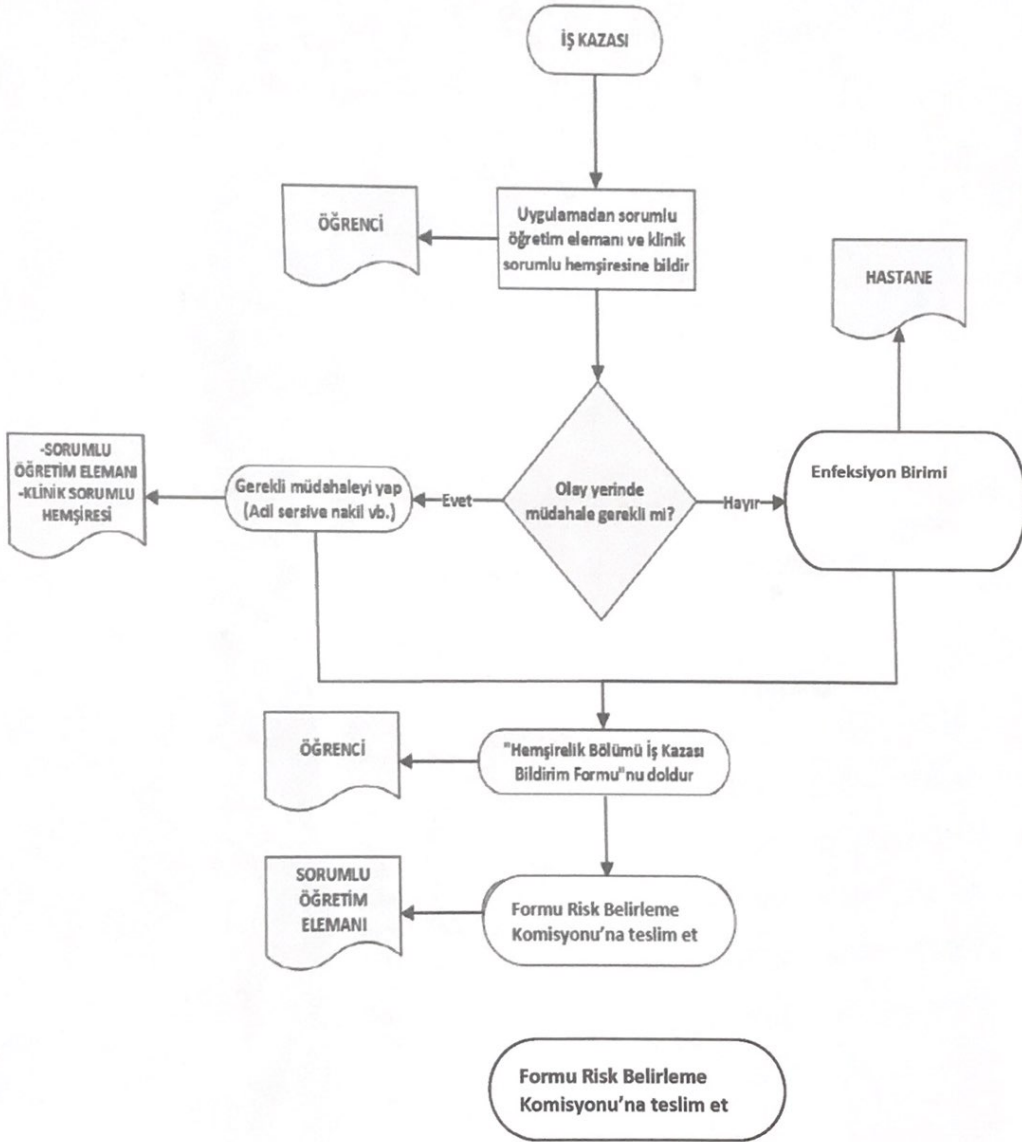 İŞ KAZASI
ÖĞRENCİ
Uygulamadan sorumlu
öğretim elemanı ve klinik
sorumlu hemşiresine bildir
HASTANE
-SORUMLU
ÖĞRETİM ELEMANI
-KLİNİK SORUMLU
HEMŞİRESİ
Gerekli müdahaleyi yap
(Acil sersive nakil vb.)
Evet
Olay yerinde
müdahale gerekli mi?
Hayır
Enfeksiyon Birimi
ÖĞRENCİ
"Hemşirelik Bölümü İş Kazası
Bildirim Formu"nu doldur
SORUMLU
ÖĞRETİM
ELEMANI
Formu Risk Belirleme
Komisyonu'na teslim et
Formu Risk Belirleme
Komisyonu'na teslim et